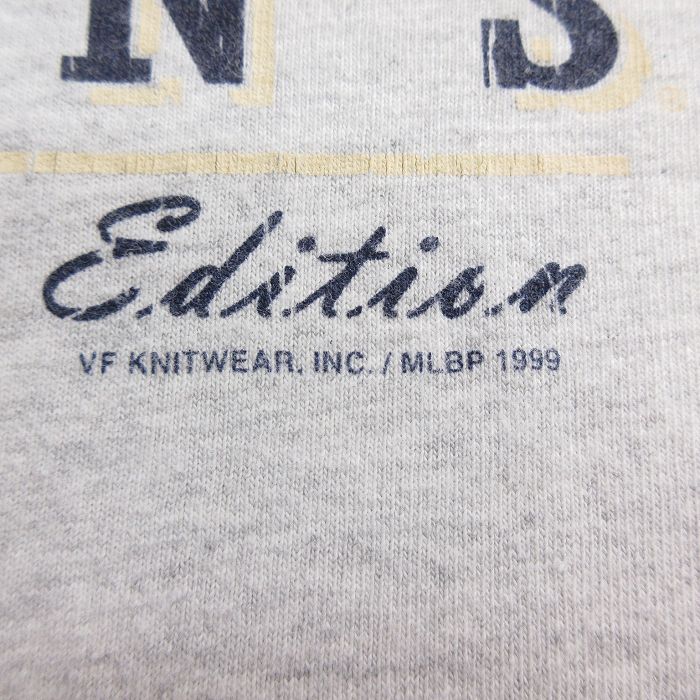 N S ®
Edition
VF KNITWEAR, INC. / MLBP 1999